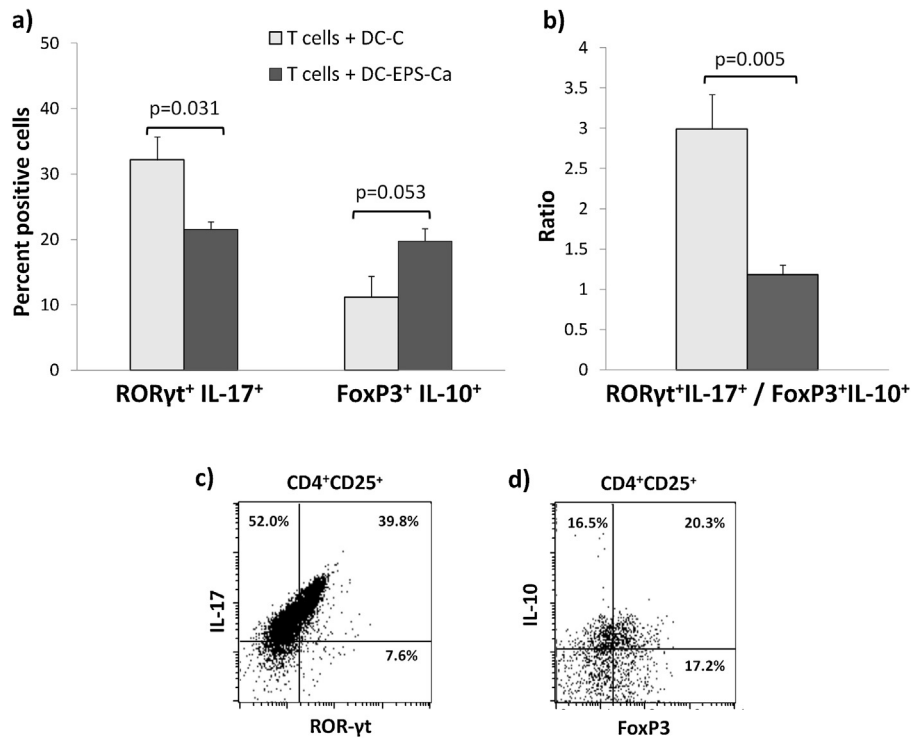 a)
Percent positive cells
50
40
30
20
10
0
T cells + DC-C
T cells + DC-EPS-Ca
p=0.031
p=0.053
RORγt⁺ IL-17⁺
FoxP3⁺ IL-10⁺
b)
Ratio
4
3.5
3
2.5
2
1.5
1
0.5
0
p=0.005
RORγt⁺IL-17⁺ / FoxP3⁺IL-10⁺
c)
CD4⁺CD25⁺
52.0%
39.8%
7.6%
IL-17
ROR-γt
d)
CD4⁺CD25⁺
16.5%
20.3%
17.2%
IL-10
FoxP3